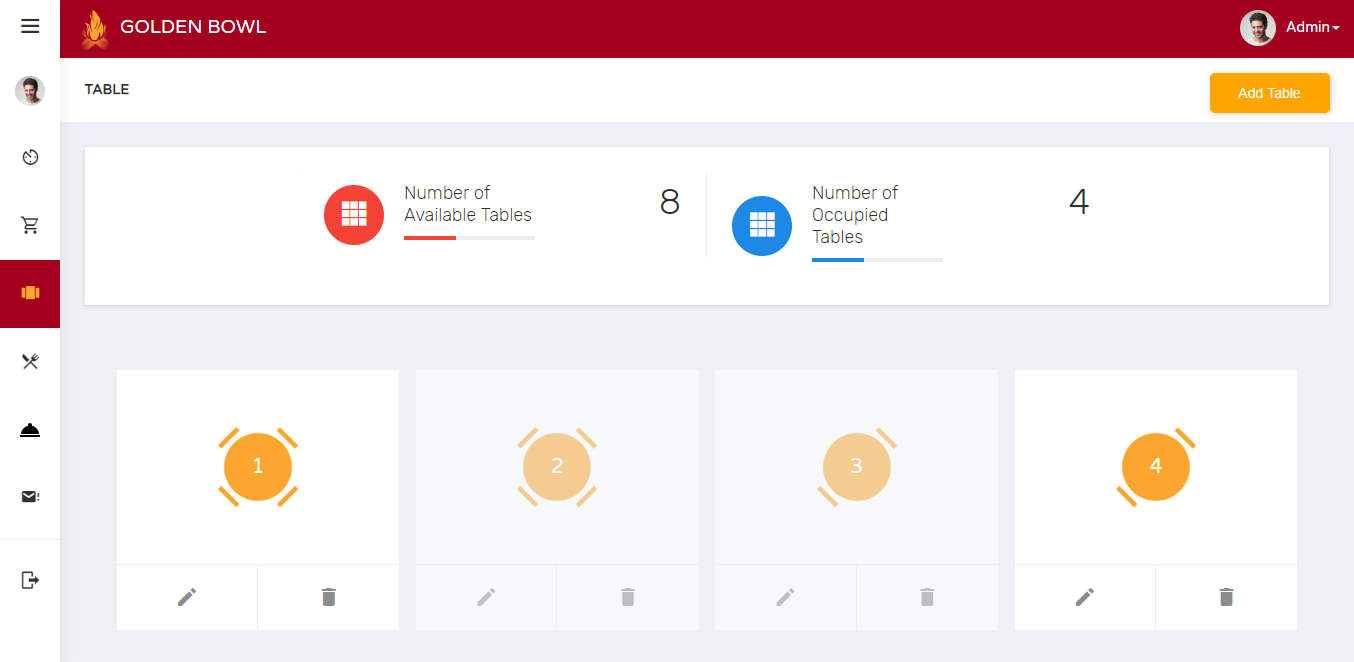 GOLDEN BOWL
Admin
TABLE
Add Table
Number of
Available Tables
8
Number of
Occupied
Tables
4
1
2
3
4